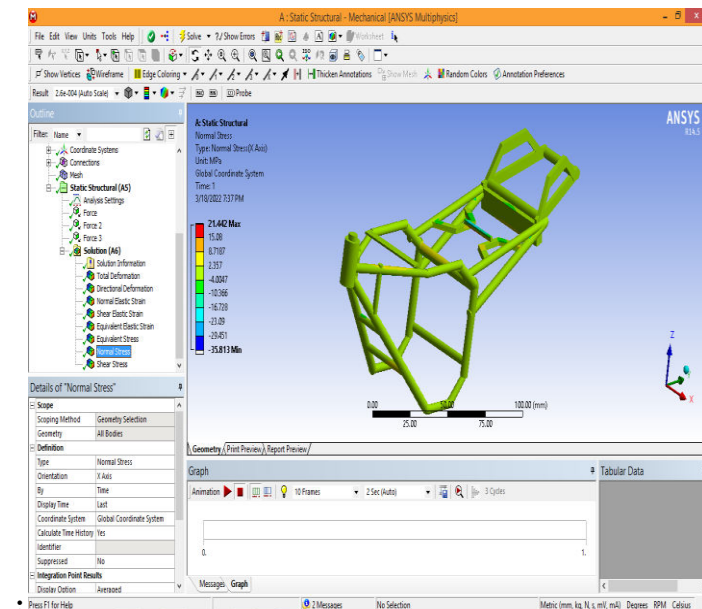 A : Static Structural - Mechanical [ANSYS Multiphysics]
File Edit View Units Tools Help Solve ?/ Show Errors Worksheet
Show Vertices Wireframe Edge Coloring Thicken Annotations Show Mesh Random Colors Annotation Preferences
Result 2.6e-004 (Auto Scale) Probe
Outline
Filter: Name
Coordinate Systems
Connections
Mesh
Static Structural (A5)
Analysis Settings
Force
Force 2
Force 3
Solution (A6)
Solution Information
Total Deformation
Directional Deformation
Normal Elastic Strain
Shear Elastic Strain
Equivalent Elastic Strain
Equivalent Stress
Normal Stress
Shear Stress
Details of "Normal Stress"
Scope
Scoping Method Geometry Selection
Geometry All Bodies
Definition
Type Normal Stress
Orientation X Axis
By Time
Display Time Last
Coordinate System Global Coordinate System
Calculate Time History Yes
Identifier
Suppressed No
Integration Point Results
Display Option Averaged
A: Static Structural
Normal Stress
Type: Normal Stress(X Axis)
Unit: MPa
Global Coordinate System
Time: 1
3/18/2022 7:37 PM
21.442 Max
15.08
8.7187
2.357
-4.0047
-10.366
-16.728
-23.09
-29.451
-35.813 Min
ANSYS
R14.5
Z
X
0.00 50.00 100.00 (mm)
25.00 75.00
Geometry Print Preview Report Preview
Graph
Animation 10 Frames 2 Sec (Auto) 3 Cycles
0. 1.
Messages Graph
Tabular Data
Press F1 for Help 2 Messages No Selection Metric (mm, kg, N, s, mV, mA) Degrees RPM Celsius